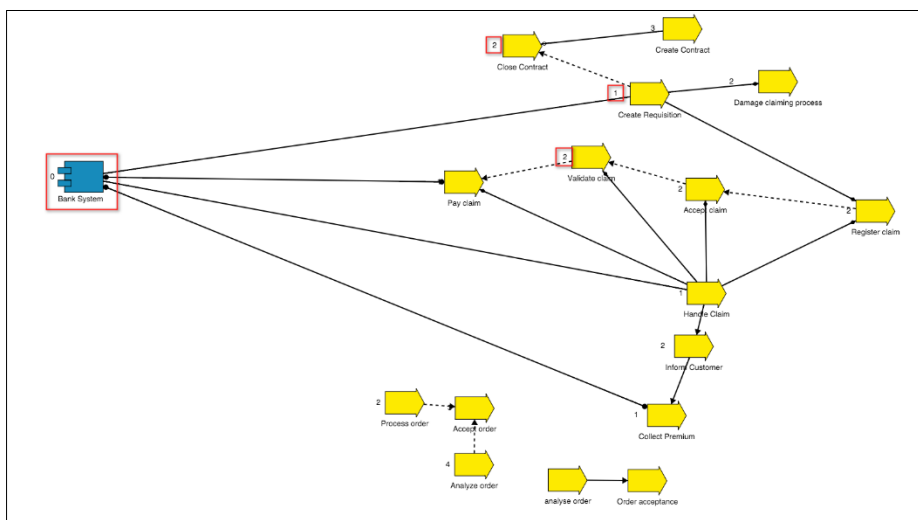 3
Create Contract
2
Close Contract
2
Damage claiming process
1
Create Requisition
0
Bank System
2
Validate claim
Pay claim
2
Accept claim
2
Register claim
1
Handle Claim
2
Inform Customer
2
Process order
Accept order
1
Collect Premium
4
Analyze order
analyse order
Order acceptance